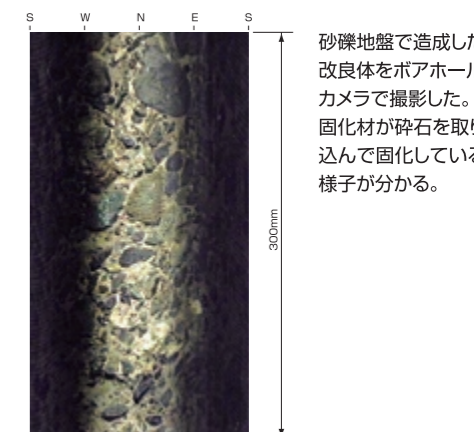 S W N E S
300mm
砂礫地盤で造成した
改良体をボアホール
カメラで撮影した。
固化材が砕石を取り
込んで固化している
様子が分かる。